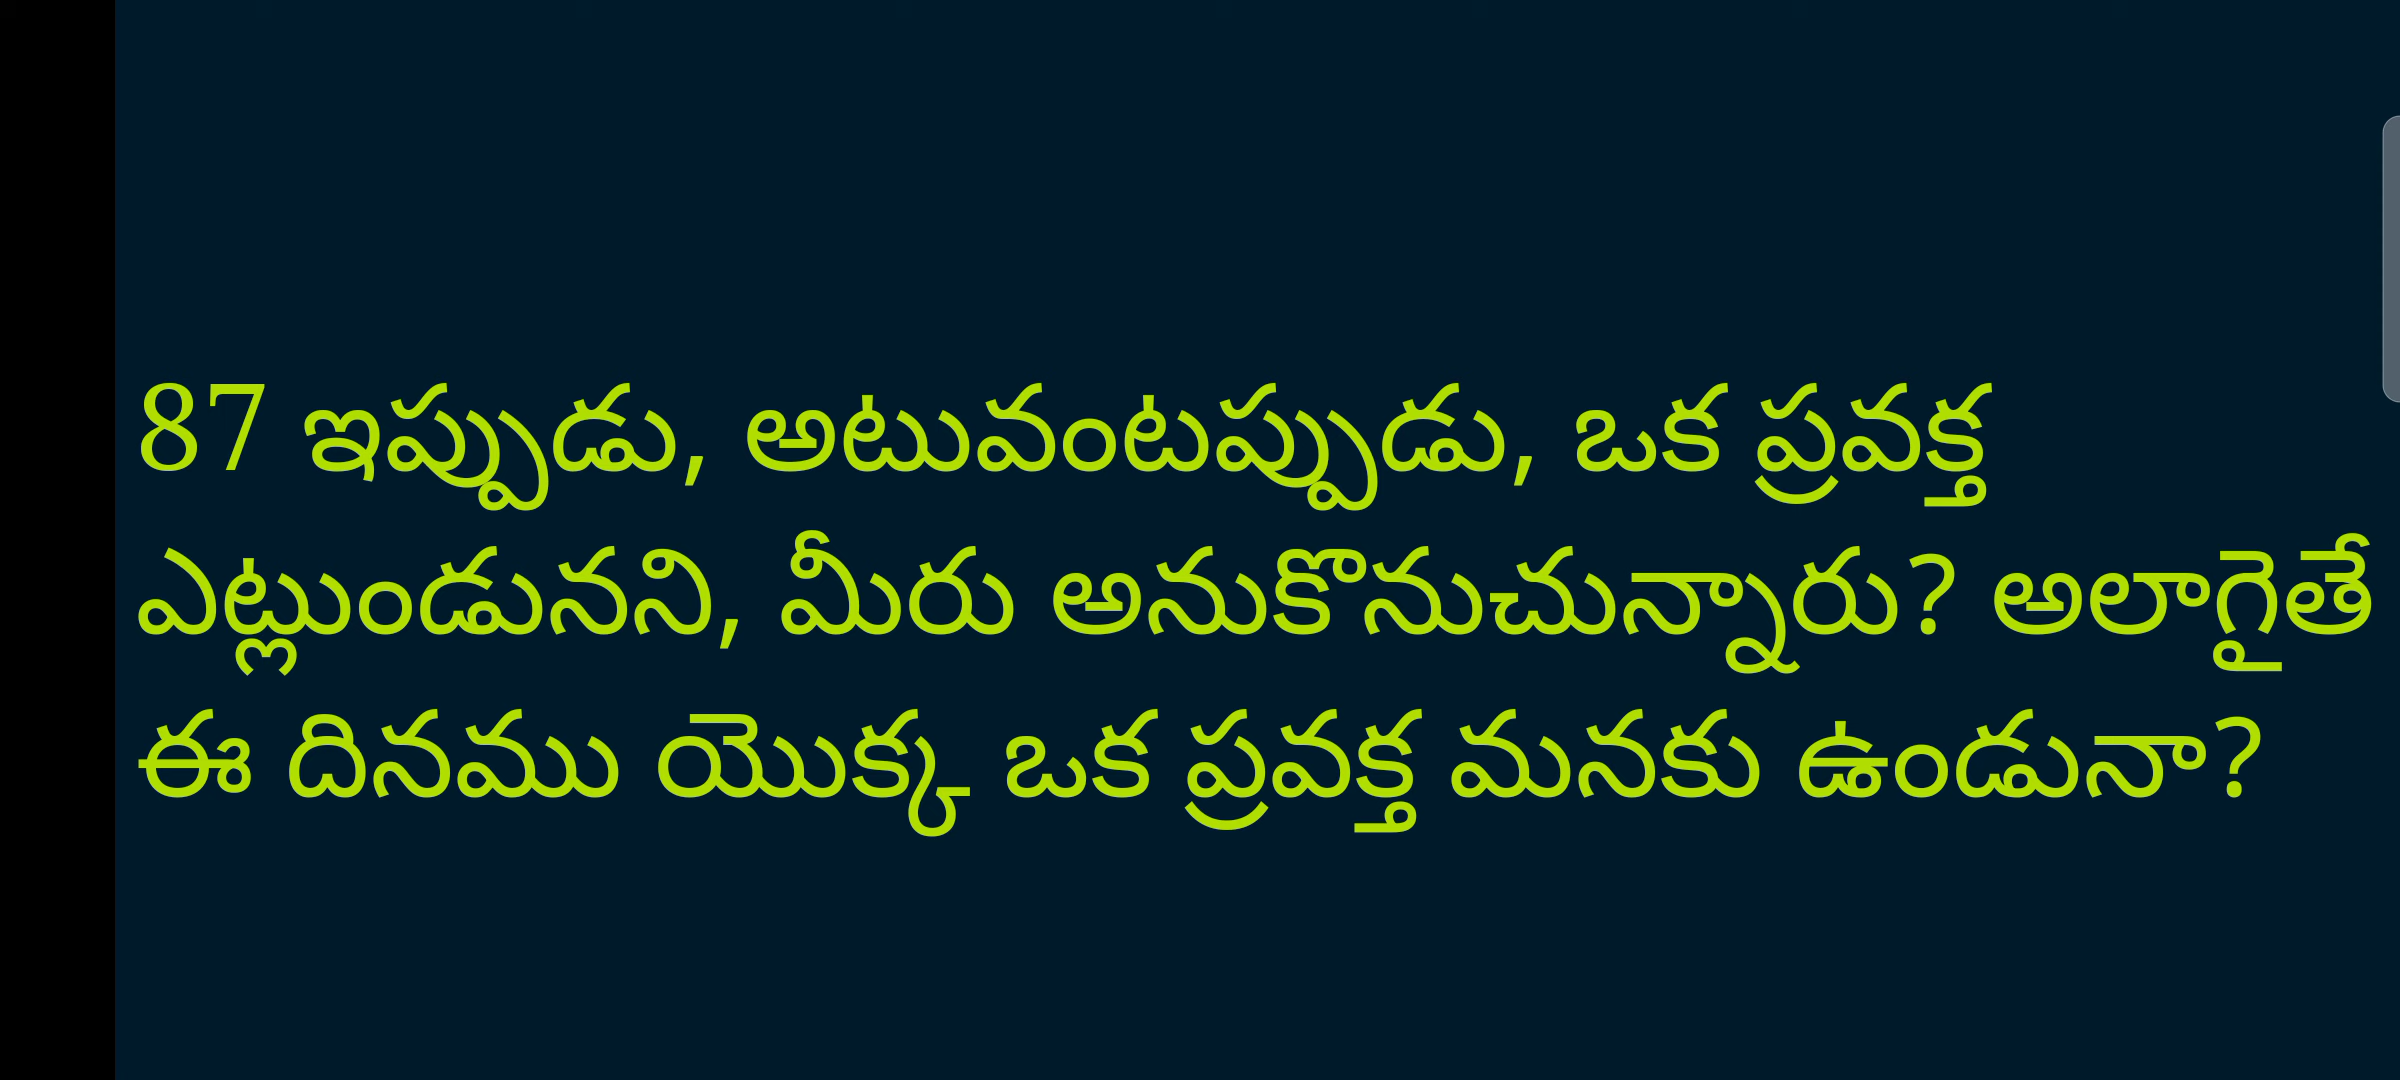 87 ఇప్పుడు, అటువంటప్పుడు, ఒక ప్రవక్త
ఎట్లుండునని, మీరు అనుకొనుచున్నారు? అలాగైతే
ఈ దినము యొక్క ఒక ప్రవక్త మనకు ఉండునా?